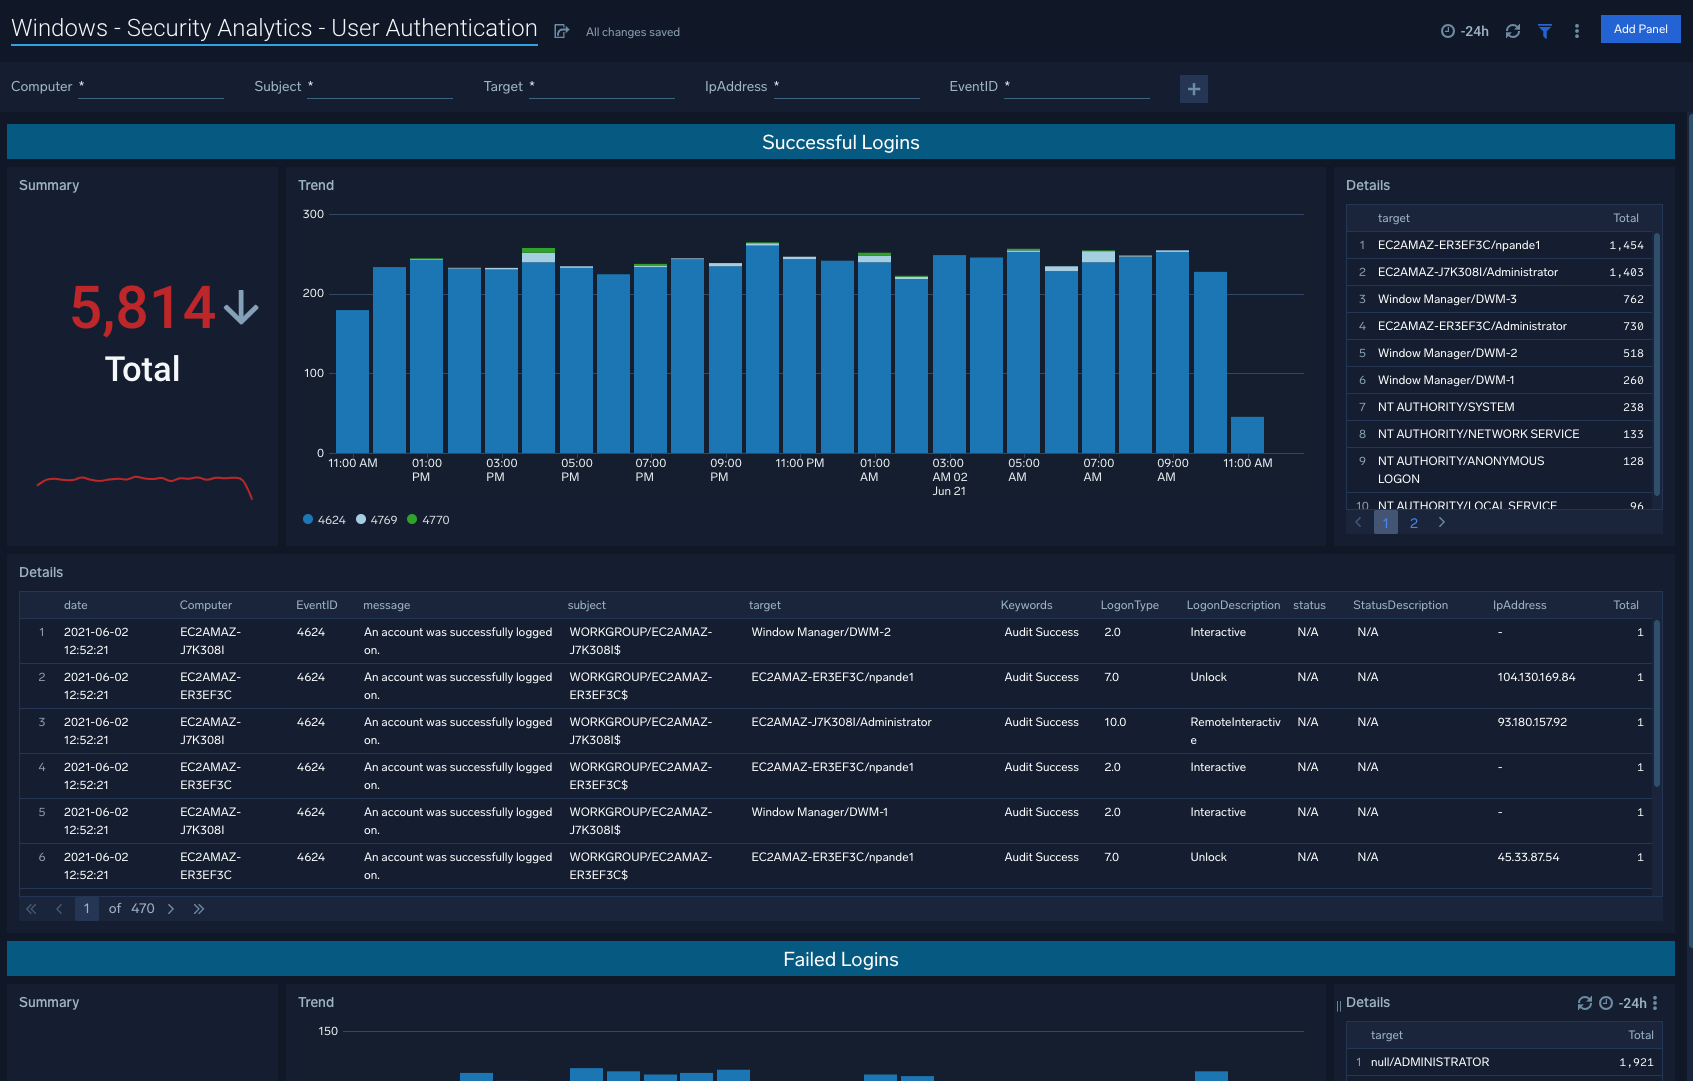 Windows - Security Analytics - User Authentication All changes saved -24h Add Panel
Computer * Subject * Target * IpAddress * EventID * +
Successful Logins
Summary
5,814
Total
Trend
300
200
100
0
11:00 AM 01:00 PM 03:00 PM 05:00 PM 07:00 PM 09:00 PM 11:00 PM 01:00 AM 03:00 AM 02 Jun 21 05:00 AM 07:00 AM 09:00 AM 11:00 AM
4624 4769 4770
Details
target Total
1 EC2AMAZ-ER3EF3C/npande1 1,454
2 EC2AMAZ-J7K308I/Administrator 1,403
3 Window Manager/DWM-3 762
4 EC2AMAZ-ER3EF3C/Administrator 730
5 Window Manager/DWM-2 518
6 Window Manager/DWM-1 260
7 NT AUTHORITY/SYSTEM 238
8 NT AUTHORITY/NETWORK SERVICE 133
9 NT AUTHORITY/ANONYMOUS LOGON 128
10 NT AUTHORITY/LOCAL SERVICE 96
1 2
Details
date Computer EventID message subject target Keywords LogonType LogonDescription status StatusDescription IpAddress Total
1 2021-06-02 12:52:21 EC2AMAZ-J7K308I 4624 An account was successfully logged on. WORKGROUP/EC2AMAZ-J7K308I$ Window Manager/DWM-2 Audit Success 2.0 Interactive N/A N/A - 1
2 2021-06-02 12:52:21 EC2AMAZ-ER3EF3C 4624 An account was successfully logged on. WORKGROUP/EC2AMAZ-ER3EF3C$ EC2AMAZ-ER3EF3C/npande1 Audit Success 7.0 Unlock N/A N/A 104.130.169.84 1
3 2021-06-02 12:52:21 EC2AMAZ-J7K308I 4624 An account was successfully logged on. WORKGROUP/EC2AMAZ-J7K308I$ EC2AMAZ-J7K308I/Administrator Audit Success 10.0 RemoteInteractive N/A N/A 93.180.157.92 1
4 2021-06-02 12:52:21 EC2AMAZ-ER3EF3C 4624 An account was successfully logged on. WORKGROUP/EC2AMAZ-ER3EF3C$ EC2AMAZ-ER3EF3C/npande1 Audit Success 2.0 Interactive N/A N/A - 1
5 2021-06-02 12:52:21 EC2AMAZ-J7K308I 4624 An account was successfully logged on. WORKGROUP/EC2AMAZ-J7K308I$ Window Manager/DWM-1 Audit Success 2.0 Interactive N/A N/A - 1
6 2021-06-02 12:52:21 EC2AMAZ-ER3EF3C 4624 An account was successfully logged on. WORKGROUP/EC2AMAZ-ER3EF3C$ EC2AMAZ-ER3EF3C/npande1 Audit Success 7.0 Unlock N/A N/A 45.33.87.54 1
1 of 470
Failed Logins
Summary
Trend
150
Details -24h
target Total
1 null/ADMINISTRATOR 1,921